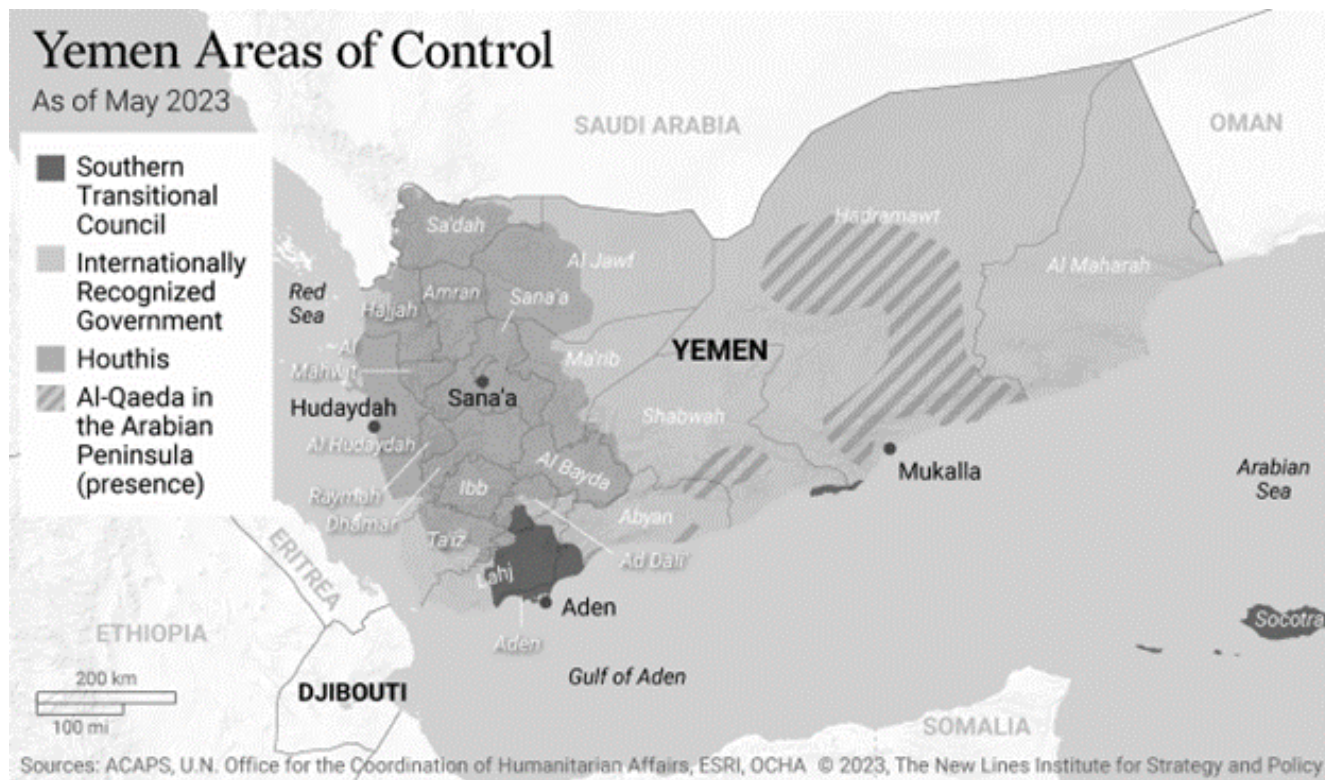 Yemen Areas of Control
As of May 2023
Southern
Transitional
Council
Internationally
Recognized
Government
Houthis
Al-Qaeda in
the Arabian
Peninsula
(presence)
SAUDI ARABIA
OMAN
Sa'dah
Hadramawt
Al Jawf
Al Maharah
Red
Sea
Hajjah
Amran
Sana'a
Al
Mahwit
Ma'rib
YEMEN
Hudaydah
Sana'a
Shabwah
Al Hudaydah
Al Bayda
Mukalla
Arabian
Sea
Raymah
Ibb
Dhamar
Abyan
Ta'iz
Ad Dali'
ERITREA
Lahj
Aden
Aden
Socotra
ETHIOPIA
Gulf of Aden
200 km
100 mi
DJIBOUTI
SOMALIA
Sources: ACAPS, U.N. Office for the Coordination of Humanitarian Affairs, ESRI, OCHA © 2023, The New Lines Institute for Strategy and Policy